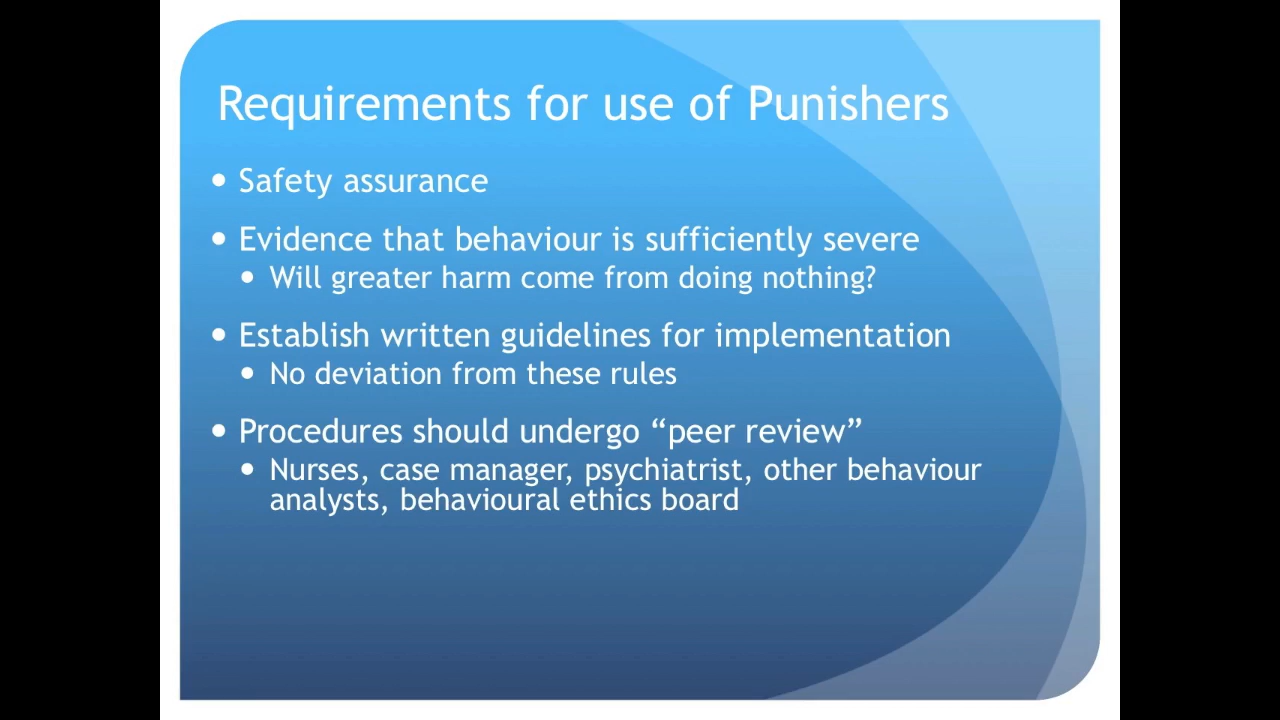 Requirements for use of Punishers
• Safety assurance
• Evidence that behaviour is sufficiently severe
• Will greater harm come from doing nothing?
• Establish written guidelines for implementation
• No deviation from these rules
• Procedures should undergo “peer review”
• Nurses, case manager, psychiatrist, other behaviour
analysts, behavioural ethics board